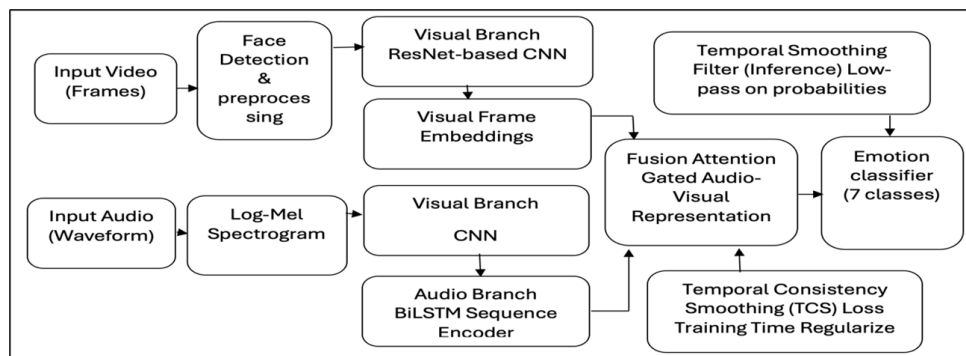 Input Video
(Frames)
Face
Detection
&
preproces
sing
Visual Branch
ResNet-based CNN
Visual Frame
Embeddings
Input Audio
(Waveform)
Log-Mel
Spectrogram
Visual Branch
CNN
Audio Branch
BiLSTM Sequence
Encoder
Fusion Attention
Gated Audio-
Visual
Representation
Temporal Smoothing
Filter (Inference) Low-
pass on probabilities
Emotion
classifier
(7 classes)
Temporal Consistency
Smoothing (TCS) Loss
Training Time Regularize